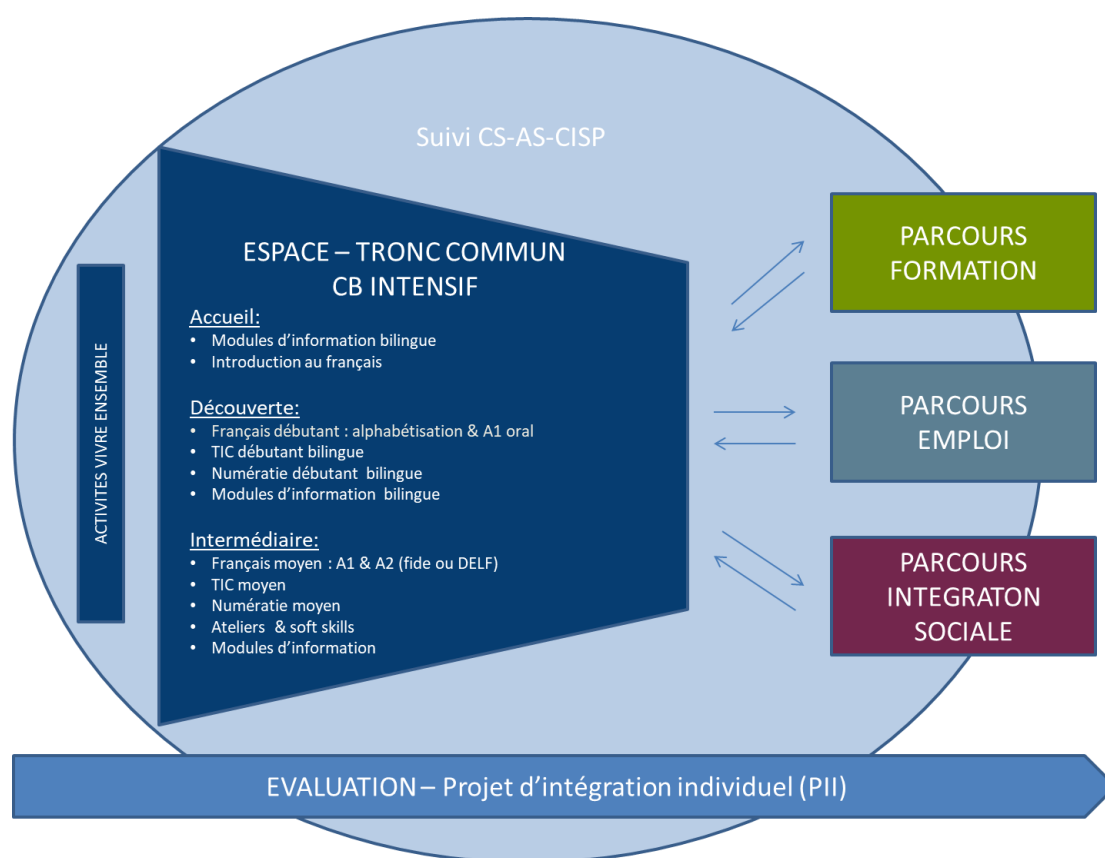 Suivi CS-AS-CISP
ACTIVITES VIVRE ENSEMBLE
ESPACE – TRONC COMMUN
CB INTENSIF
Accueil:
• Modules d'information bilingue
• Introduction au français
Découverte:
• Français débutant : alphabétisation & A1 oral
• TIC débutant bilingue
• Numératie débutant bilingue
• Modules d'information bilingue
Intermédiaire:
• Français moyen : A1 & A2 (fide ou DELF)
• TIC moyen
• Numératie moyen
• Ateliers & soft skills
• Modules d'information
PARCOURS
FORMATION
PARCOURS
EMPLOI
PARCOURS
INTEGRATON
SOCIALE
EVALUATION – Projet d'intégration individuel (PII)